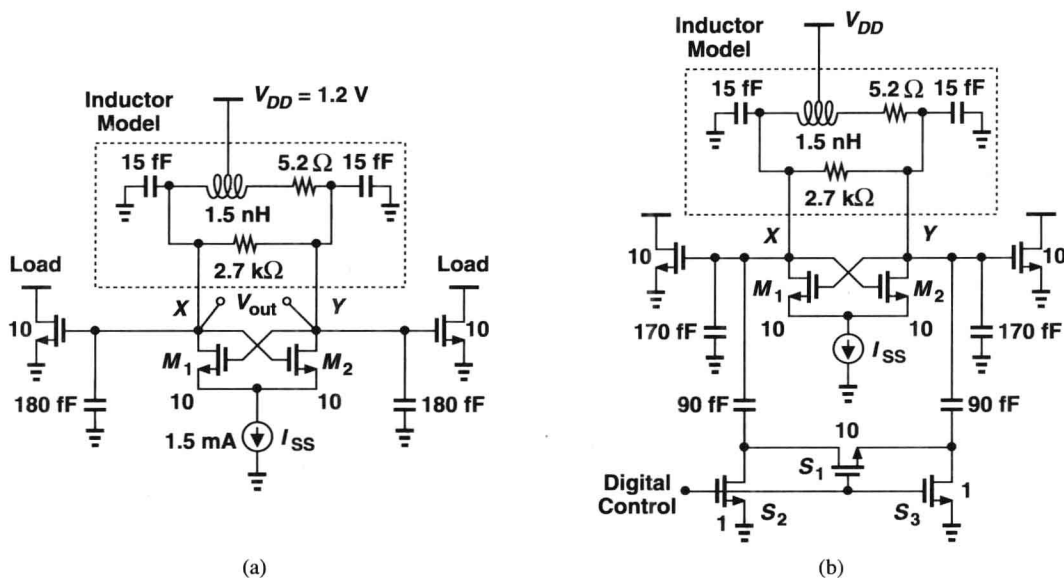 V_DD = 1.2 V
Inductor
Model
15 fF
5.2 Ω
15 fF
1.5 nH
2.7 kΩ
Load
Load
X
V_out
Y
10
10
M_1
M_2
180 fF
10
10
180 fF
1.5 mA
I_SS
(a)
V_DD
Inductor
Model
15 fF
5.2 Ω
15 fF
1.5 nH
2.7 kΩ
X
Y
10
10
M_1
M_2
170 fF
10
10
170 fF
I_SS
90 fF
90 fF
10
S_1
Digital
Control
1
S_2
S_3
1
(b)